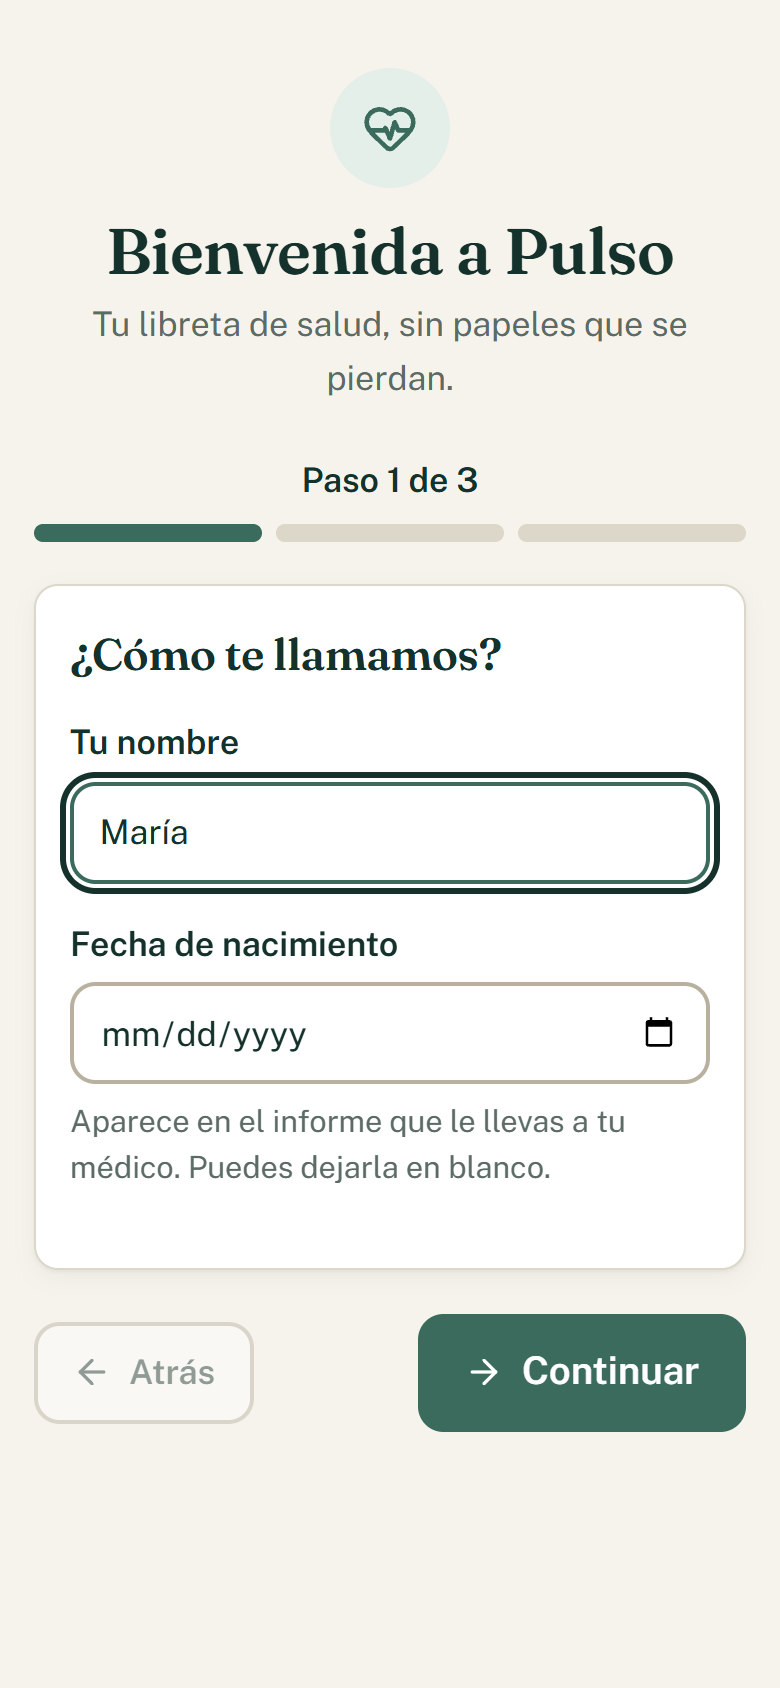 Bienvenida a Pulso
Tu libreta de salud, sin papeles que se
pierdan.
Paso 1 de 3
¿Cómo te llamamos?
Tu nombre
María
Fecha de nacimiento
mm/dd/yyyy
Aparece en el informe que le llevas a tu
médico. Puedes dejarla en blanco.
Atrás
Continuar